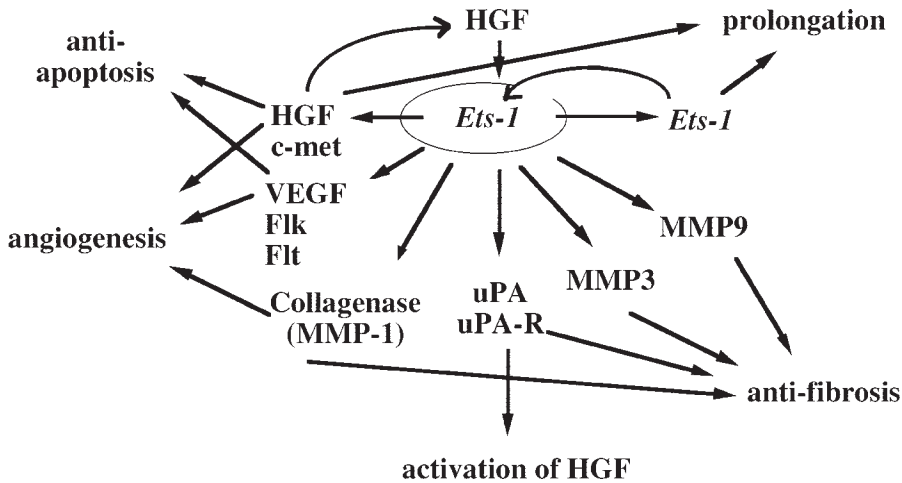 HGF
prolongation
anti-
apoptosis
HGF
c-met
Ets-1
Ets-1
VEGF
Flk
Flt
angiogenesis
MMP9
MMP3
uPA
uPA-R
Collagenase
(MMP-1)
anti-fibrosis
activation of HGF